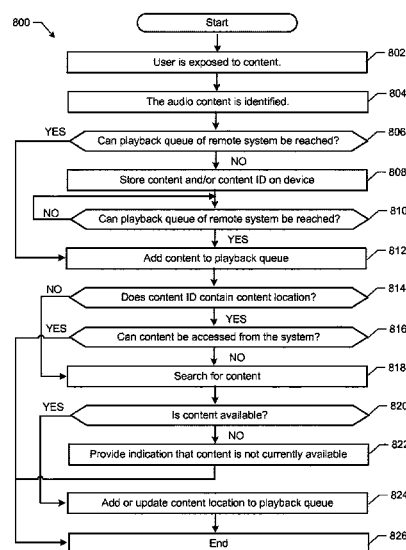 800
Start
User is exposed to content.
802
The audio content is identified.
804
YES
Can playback queue of remote system be reached?
806
NO
Store content and/or content ID on device
808
NO
Can playback queue of remote system be reached?
810
YES
Add content to playback queue
812
NO
Does content ID contain content location?
814
YES
YES
Can content be accessed from the system?
816
NO
Search for content
818
YES
Is content available?
820
NO
Provide indication that content is not currently available
822
Add or update content location to playback queue
824
End
826